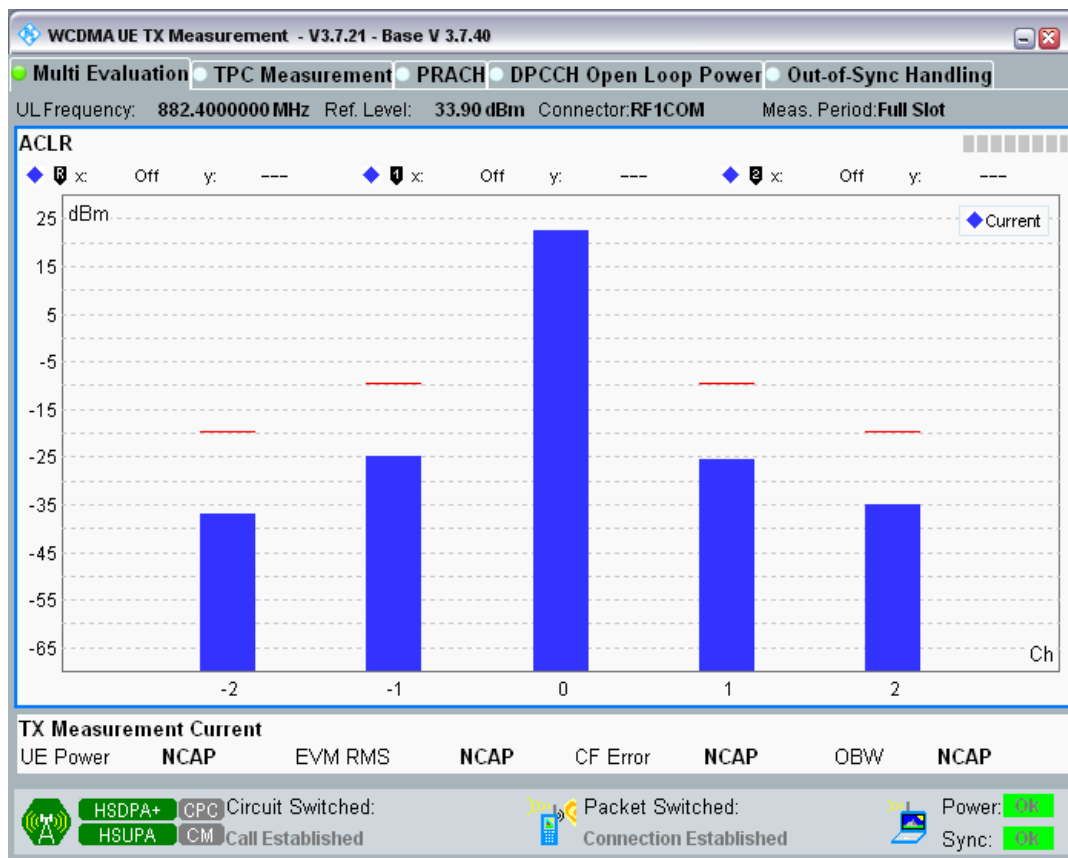 WCDMA UE TX Measurement - V3.7.21 - Base V 3.7.40
Multi Evaluation TPC Measurement PRACH DPCCH Open Loop Power Out-of-Sync Handling
UL Frequency: 882.4000000 MHz Ref. Level: 33.90 dBm Connector:RF1COM Meas. Period:Full Slot
ACLR
R x: Off y: --- 1 x: Off y: --- 2 x: Off y: ---
dBm
Current
25
15
5
-5
-15
-25
-35
-45
-55
-65
Ch
-2 -1 0 1 2
TX Measurement Current
UE Power NCAP EVM RMS NCAP CF Error NCAP OBW NCAP
HSDPA+ CPC Circuit Switched: Packet Switched: Power: OK
HSUPA CM Call Established Connection Established Sync: OK